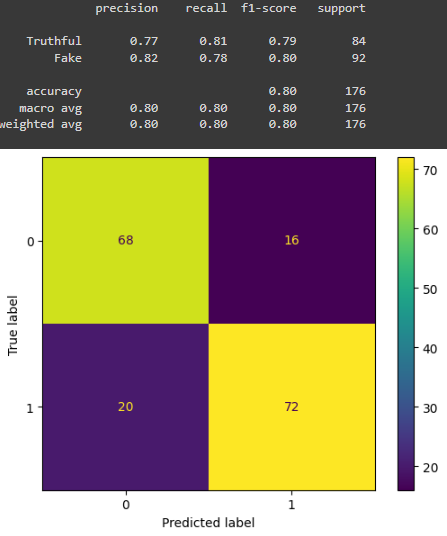 precision recall f1-score support
Truthful 0.77 0.81 0.79 84
Fake 0.82 0.78 0.80 92
accuracy 0.80 176
macro avg 0.80 0.80 0.80 176
weighted avg 0.80 0.80 0.80 176
70
60
50
40
30
20
0
1
True label
68 16
20 72
0 1
Predicted label